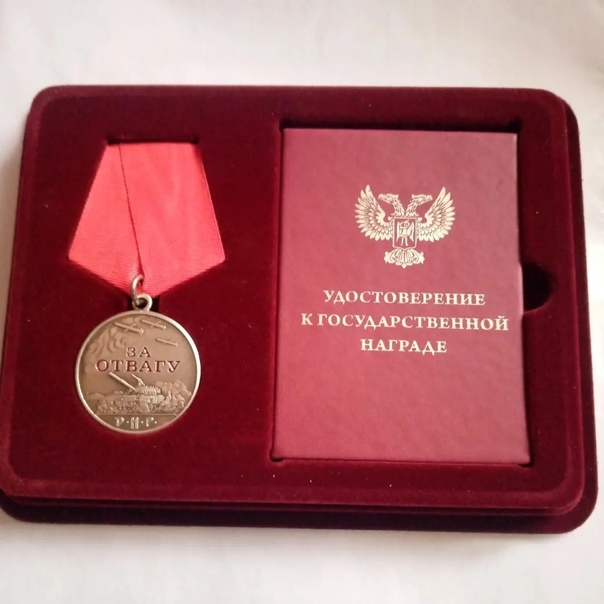 ЗА
ОТВАГУ
Д·Н·Р·
УДОСТОВЕРЕНИЕ
К ГОСУДАРСТВЕННОЙ
НАГРАДЕ